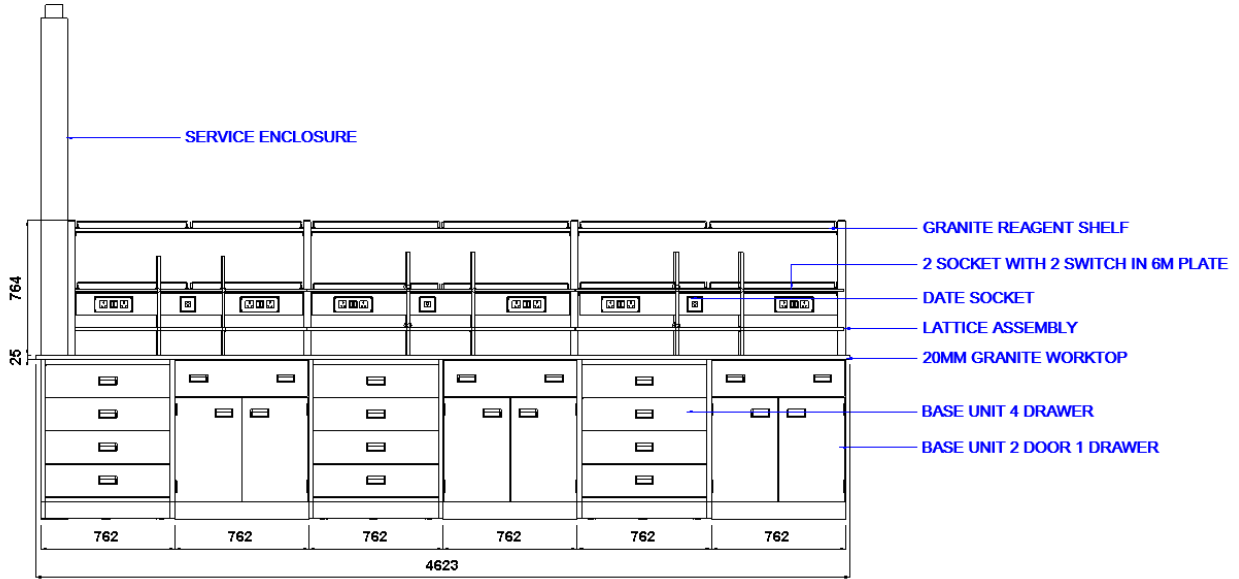 SERVICE ENCLOSURE
GRANITE REAGENT SHELF
2 SOCKET WITH 2 SWITCH IN 6M PLATE
DATE SOCKET
LATTICE ASSEMBLY
20MM GRANITE WORKTOP
BASE UNIT 4 DRAWER
BASE UNIT 2 DOOR 1 DRAWER
764
25
762 762 762 762 762 762
4623